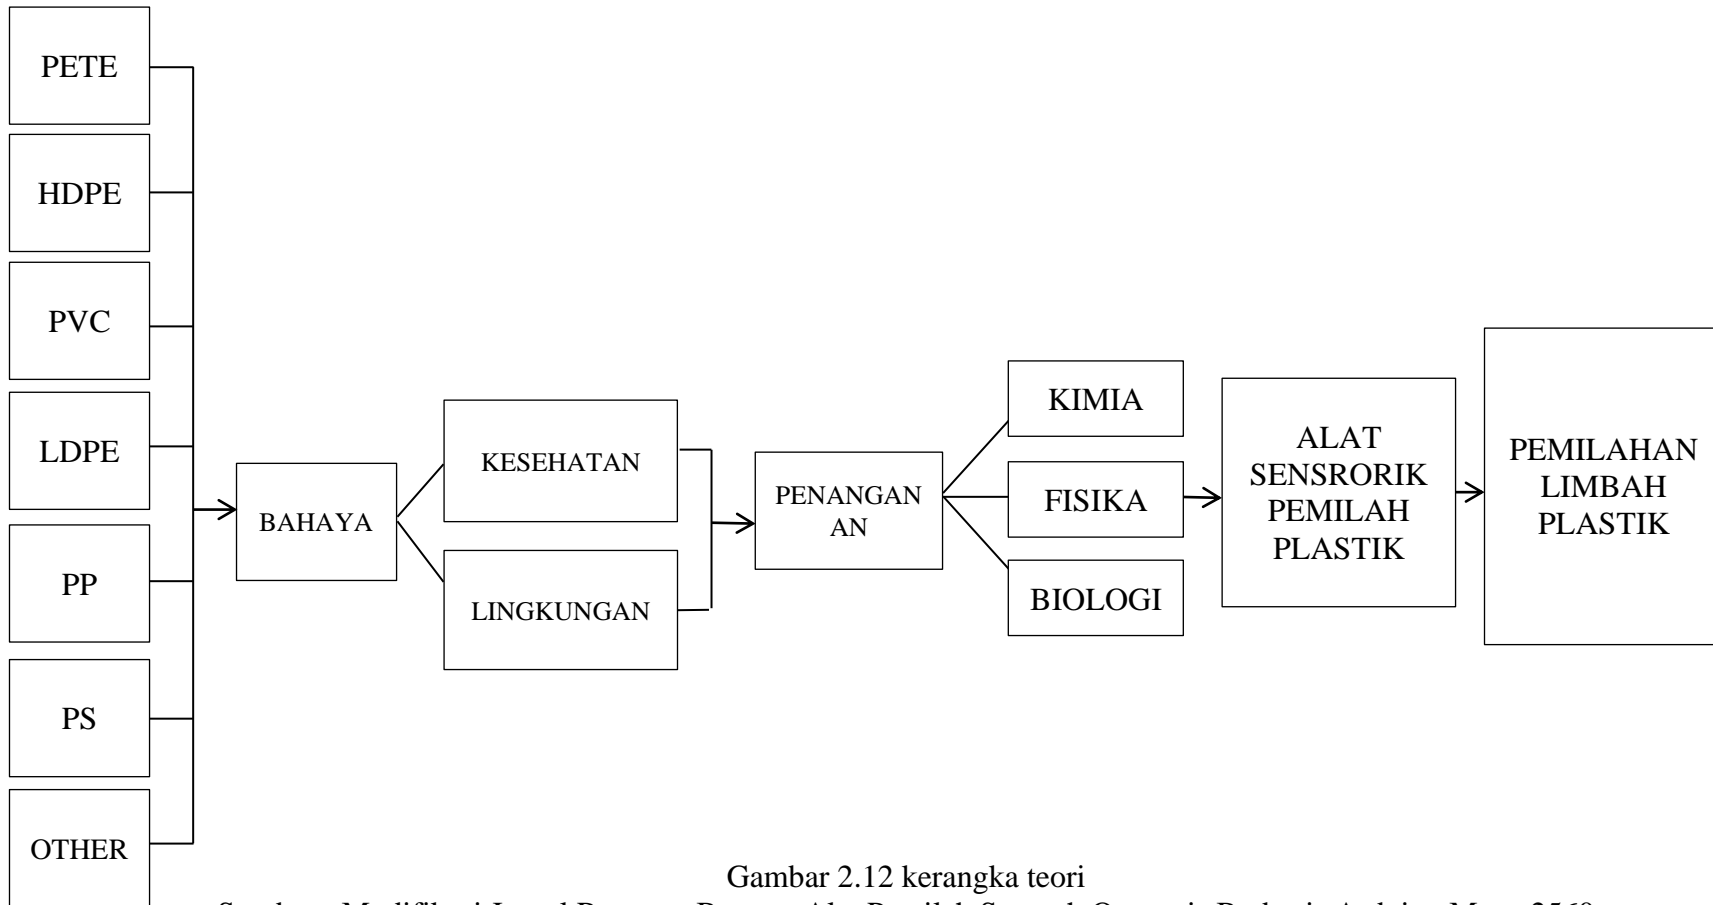 PETE
HDPE
PVC
LDPE
PP
PS
OTHER
BAHAYA
KESEHATAN
LINGKUNGAN
PENANGAN
AN
KIMIA
FISIKA
BIOLOGI
ALAT
SENSRORIK
PEMILAH
PLASTIK
PEMILAHAN
LIMBAH
PLASTIK
Gambar 2.12 kerangka teori